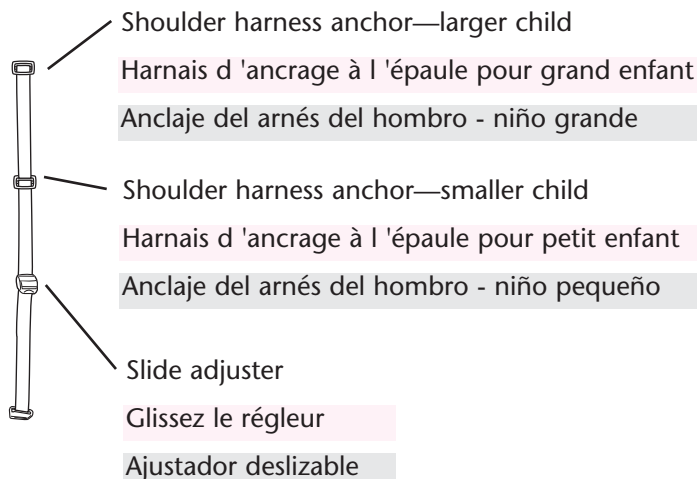 Shoulder harness anchor—larger child
Harnais d 'ancrage à l 'épaule pour grand enfant
Anclaje del arnés del hombro - niño grande
Shoulder harness anchor—smaller child
Harnais d 'ancrage à l 'épaule pour petit enfant
Anclaje del arnés del hombro - niño pequeño
Slide adjuster
Glissez le régleur
Ajustador deslizable